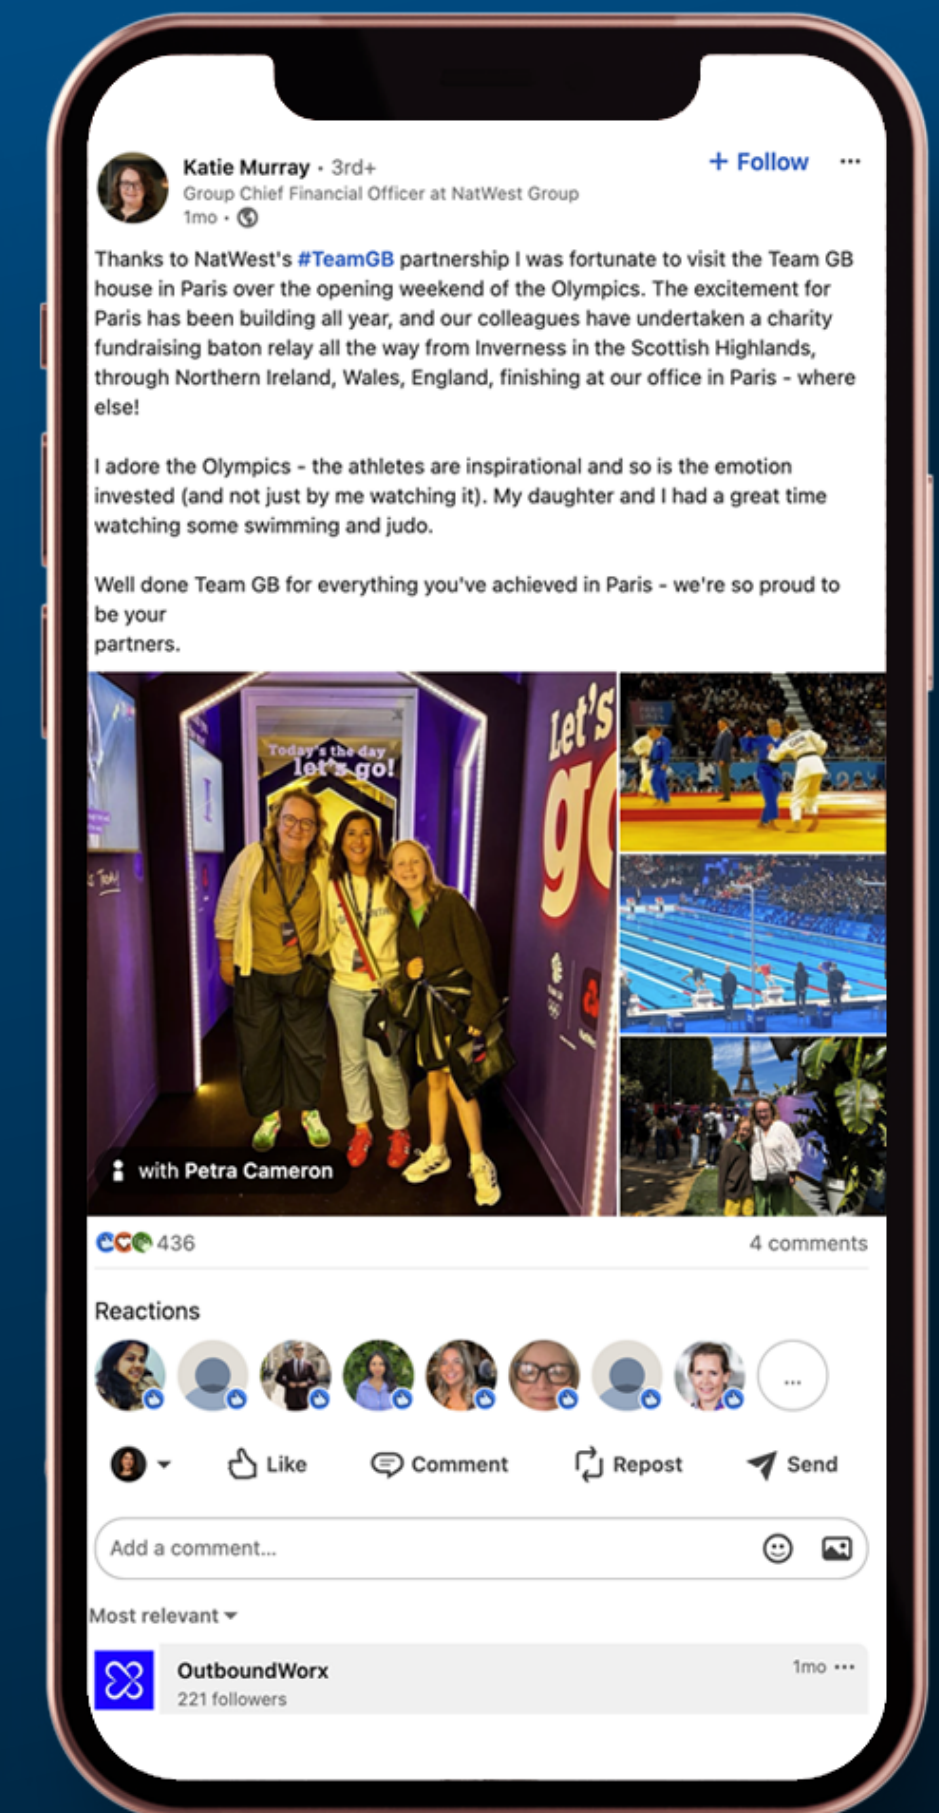 Katie Murray · 3rd+
+ Follow ...
Group Chief Financial Officer at NatWest Group
1mo ·
Thanks to NatWest's #TeamGB partnership I was fortunate to visit the Team GB
house in Paris over the opening weekend of the Olympics. The excitement for
Paris has been building all year, and our colleagues have undertaken a charity
fundraising baton relay all the way from Inverness in the Scottish Highlands,
through Northern Ireland, Wales, England, finishing at our office in Paris - where
else!
I adore the Olympics - the athletes are inspirational and so is the emotion
invested (and not just by me watching it). My daughter and I had a great time
watching some swimming and judo.
Well done Team GB for everything you've achieved in Paris - we're so proud to
be your
partners.
Today's the day
let's go!
Let's
go
with Petra Cameron
436
4 comments
Reactions
...
Like
Comment
Repost
Send
Add a comment...
Most relevant
OutboundWorx
1mo ...
221 followers